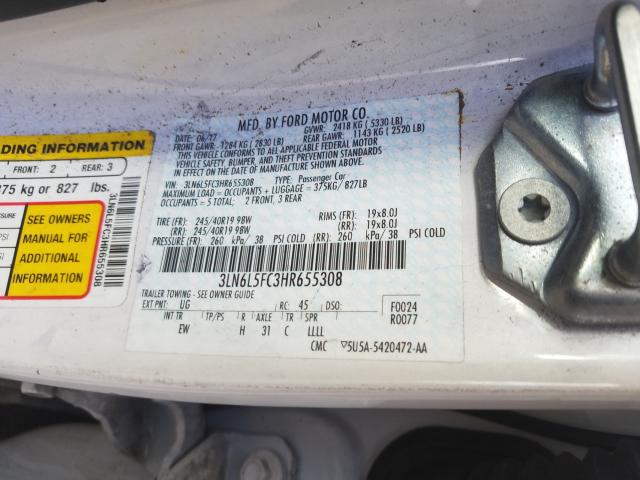 DING INFORMATION
FRONT: 2 REAR: 3
375 kg or 827 lbs.
SEE OWNERS
MANUAL FOR
ADDITIONAL
INFORMATION
3LN6L5FC3HR655308
MFD. BY FORD MOTOR CO.
DATE: 06/17 GVWR: 2418 KG ( 5330 LB)
FRONT GAWR: 1284 KG ( 2830 LB) REAR GAWR: 1143 KG ( 2520 LB)
THIS VEHICLE CONFORMS TO ALL APPLICABLE FEDERAL MOTOR
VEHICLE SAFETY, BUMPER, AND THEFT PREVENTION STANDARDS IN
EFFECT ON THE DATE OF MANUFACTURE SHOWN ABOVE.
VIN: 3LN6L5FC3HR655308 TYPE: Passenger Car
MAXIMUM LOAD = OCCUPANTS + LUGGAGE = 375KG/827LB
OCCUPANTS = 5 TOTAL: 2 FRONT, 3 REAR
TIRE (FR): 245/40R19 98W RIMS (FR): 19x8.0J
(RR): 245/40R19 98W (RR): 19x8.0J
PRESSURE (FR): 260 kPa/ 38 PSI COLD (RR): 260 kPa/ 38 PSI COLD
3LN6L5FC3HR655308
TRAILER TOWING - SEE OWNER GUIDE
EXT PNT: UG RC: 45 DSO:
F0024
R0077
INT TR TP/PS R AXLE TR SPR
EW H 31 C LLLL
CMC ▽5U5A-5420472-AA